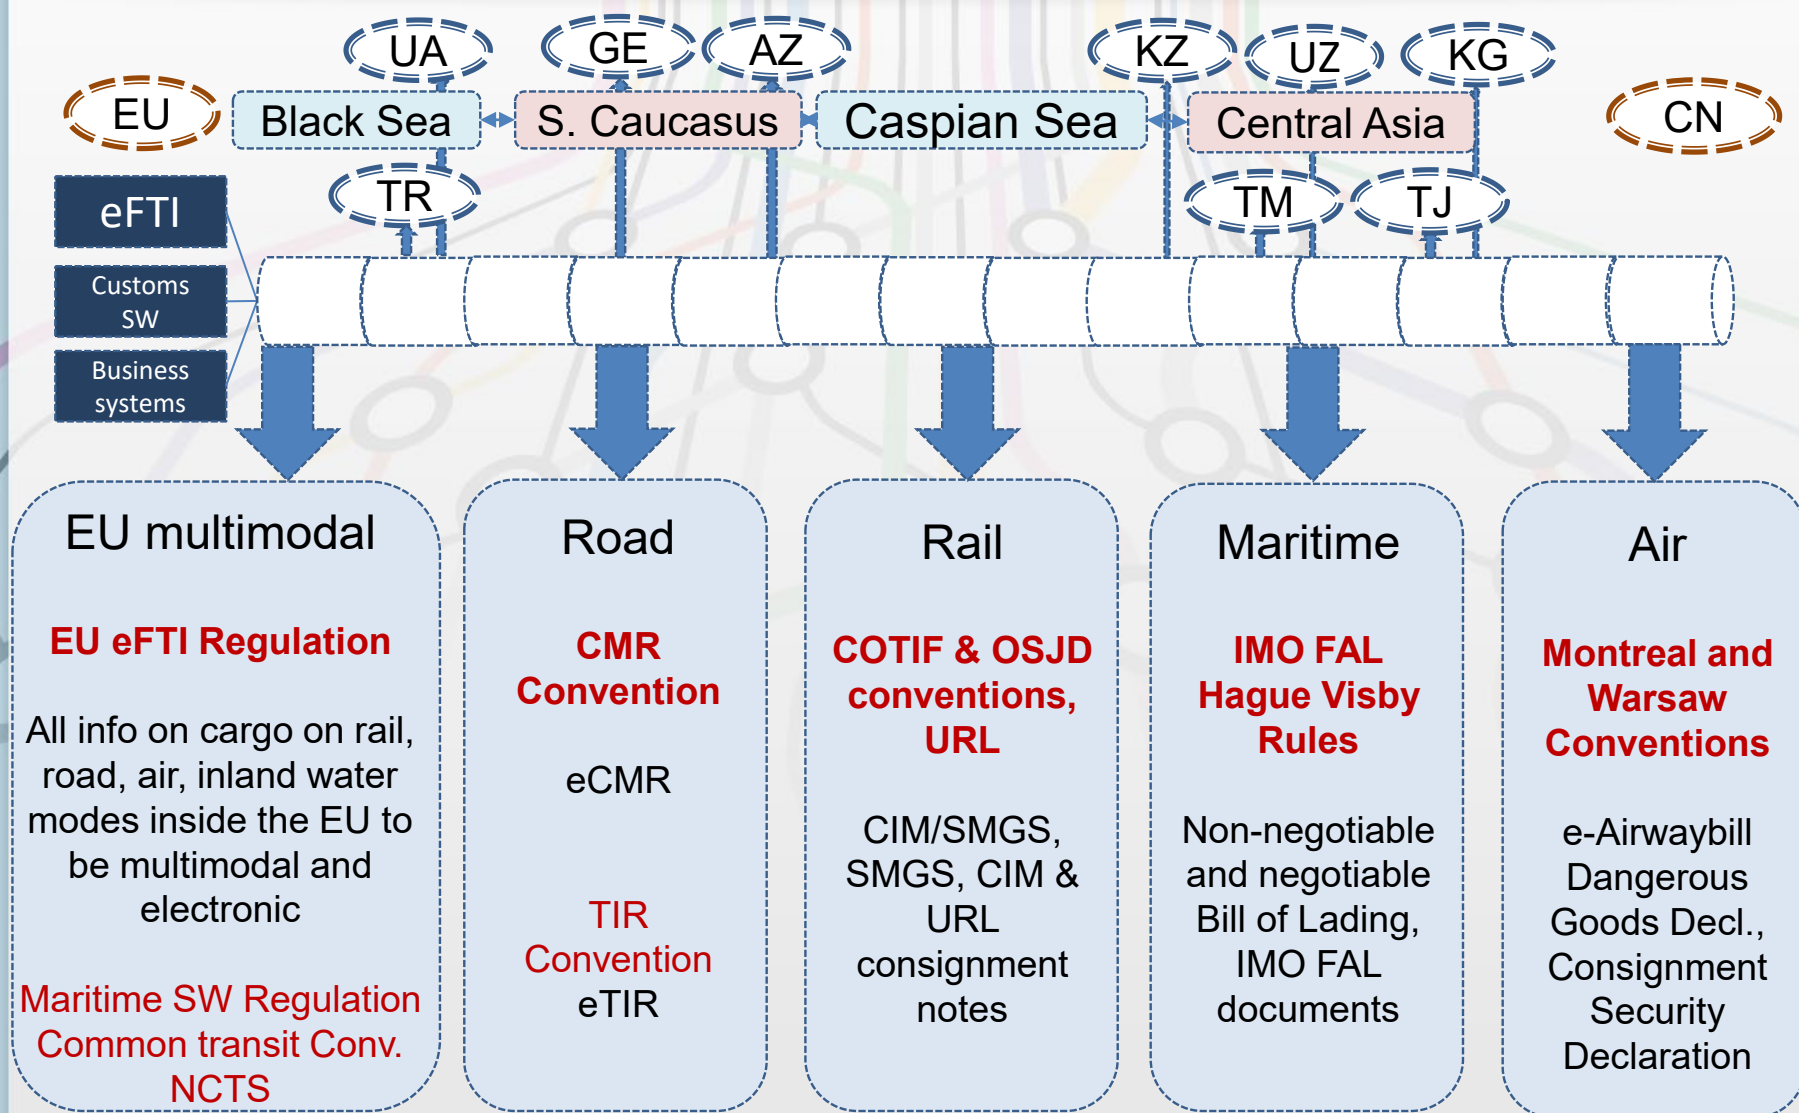 UA
GE
AZ
KZ
UZ
KG
EU
Black Sea
S. Caucasus
Caspian Sea
Central Asia
CN
TR
TM
TJ
eFTI
Customs
SW
Business
systems
EU multimodal
EU eFTI Regulation
All info on cargo on rail,
road, air, inland water
modes inside the EU to
be multimodal and
electronic
Maritime SW Regulation
Common transit Conv.
NCTS
Road
CMR
Convention
eCMR
TIR
Convention
eTIR
Rail
COTIF & OSJD
conventions,
URL
CIM/SMGS,
SMGS, CIM &
URL
consignment
notes
Maritime
IMO FAL
Hague Visby
Rules
Non-negotiable
and negotiable
Bill of Lading,
IMO FAL
documents
Air
Montreal and
Warsaw
Conventions
e-Airwaybill
Dangerous
Goods Decl.,
Consignment
Security
Declaration